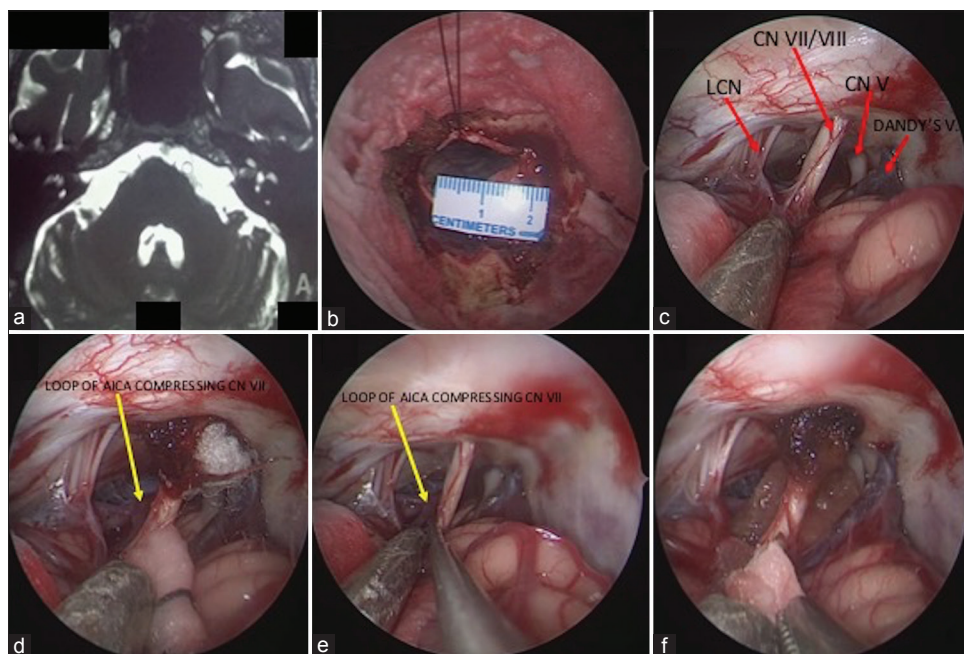 A
a
1 2
CENTIMETERS
b
CN VII/VIII
LCN
CN V
DANDY'S V.
c
LOOP OF AICA COMPRESSING CN VII
d
LOOP OF AICA COMPRESSING CN VII
e
f